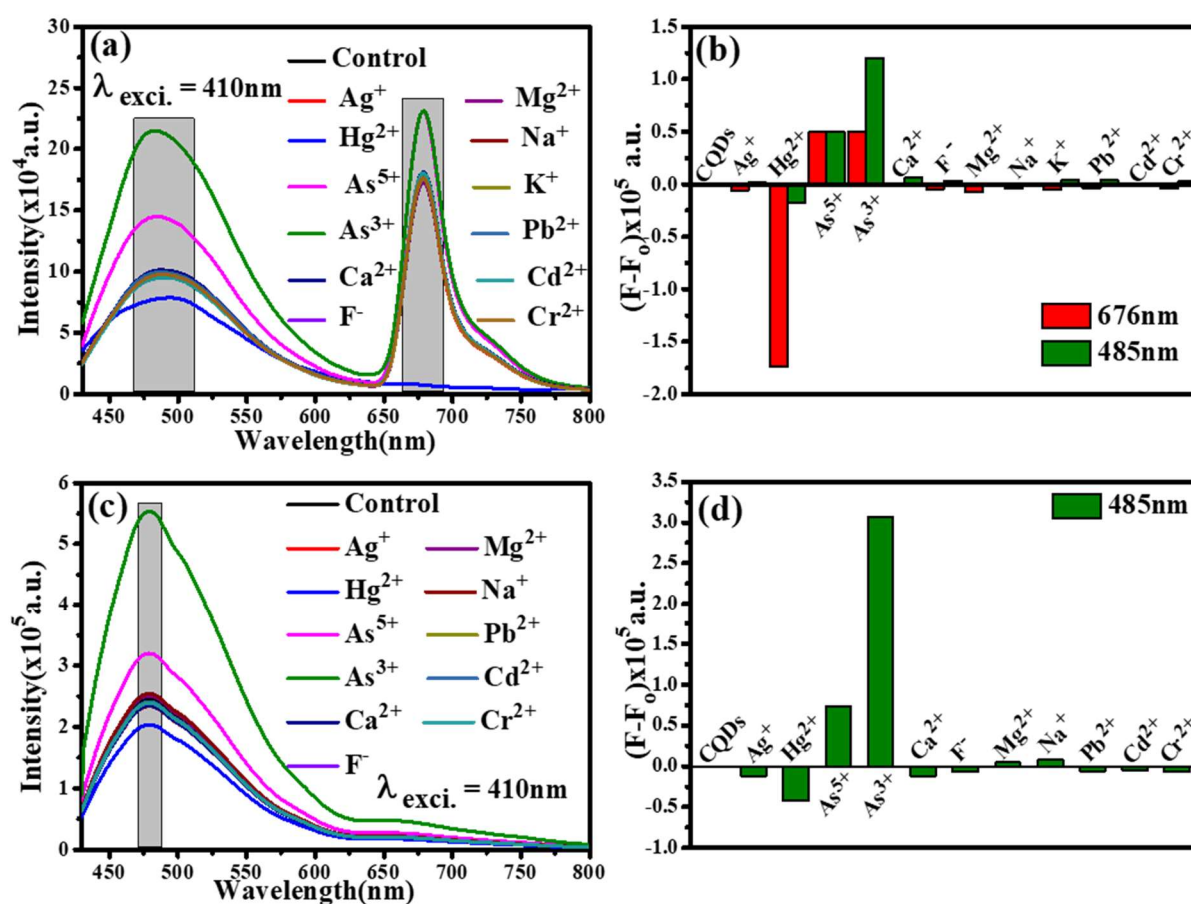 (a)
λ exci. = 410nm
Control
Ag⁺ Mg²⁺
Hg²⁺ Na⁺
As⁵⁺ K⁺
As³⁺ Pb²⁺
Ca²⁺ Cd²⁺
F⁻ Cr²⁺
Intensity(x10⁴a.u.)
30
25
20
15
10
5
0
450 500 550 600 650 700 750 800
Wavelength(nm)
(b)
(F-Fₒ)x10⁵ a.u.
1.5
1.0
0.5
0.0
-0.5
-1.0
-1.5
-2.0
CQDs Ag⁺ Hg²⁺ As⁵⁺ As³⁺ Ca²⁺ F⁻ Mg²⁺ Na⁺ K⁺ Pb²⁺ Cd²⁺ Cr²⁺
676nm
485nm
(c)
Control
Ag⁺ Mg²⁺
Hg²⁺ Na⁺
As⁵⁺ Pb²⁺
As³⁺ Cd²⁺
Ca²⁺ Cr²⁺
F⁻
λ exci. = 410nm
Intensity(x10⁵a.u.)
6
5
4
3
2
1
0
450 500 550 600 650 700 750 800
Wavelength(nm)
(d)
485nm
(F-Fₒ)x10⁵ a.u.
3.5
3.0
2.5
2.0
1.5
1.0
0.5
0.0
-0.5
-1.0
CQDs Ag⁺ Hg²⁺ As⁵⁺ As³⁺ Ca²⁺ F⁻ Mg²⁺ Na⁺ Pb²⁺ Cd²⁺ Cr²⁺